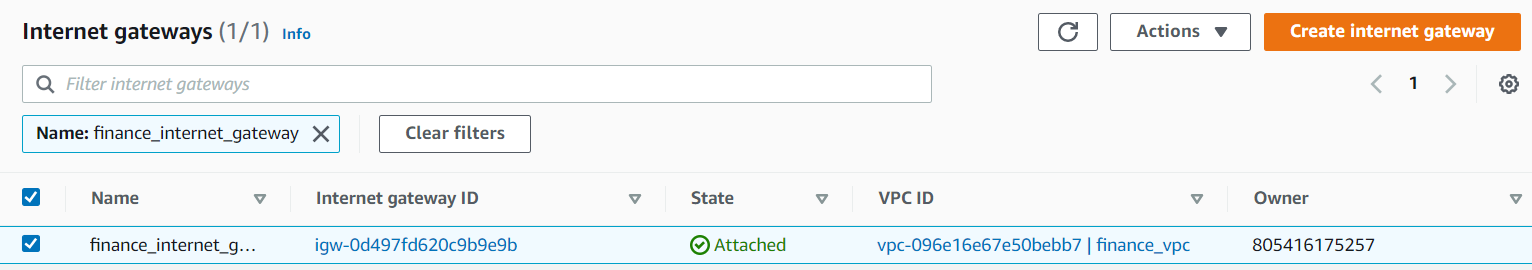 Internet gateways (1/1) Info
Actions
Create internet gateway
Filter internet gateways
1
Name: finance_internet_gateway
Clear filters
Name Internet gateway ID State VPC ID Owner
finance_internet_g... igw-0d497fd620c9b9e9b Attached vpc-096e16e67e50bebb7 | finance_vpc 805416175257